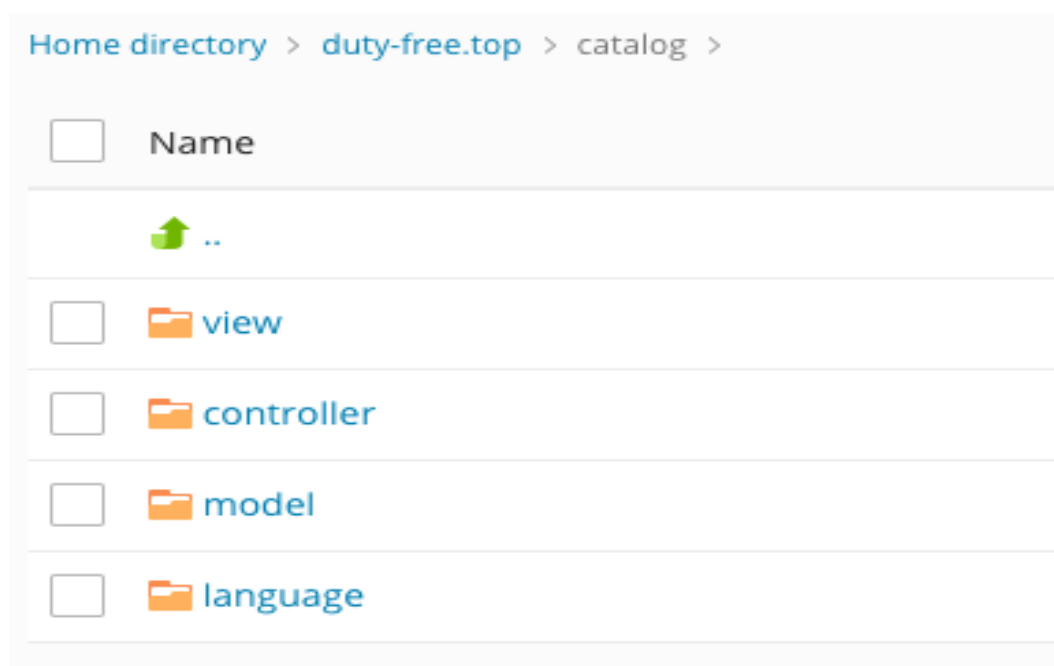 Home directory > duty-free.top > catalog >
Name
..
view
controller
model
language